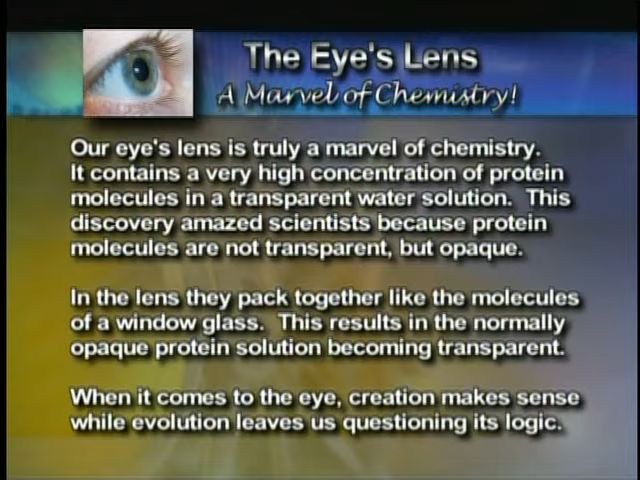 The Eye's Lens
A Marvel of Chemistry!
Our eye's lens is truly a marvel of chemistry.
It contains a very high concentration of protein
molecules in a transparent water solution.  This
discovery amazed scientists because protein
molecules are not transparent, but opaque.
In the lens they pack together like the molecules
of a window glass.  This results in the normally
opaque protein solution becoming transparent.
When it comes to the eye, creation makes sense
while evolution leaves us questioning its logic.